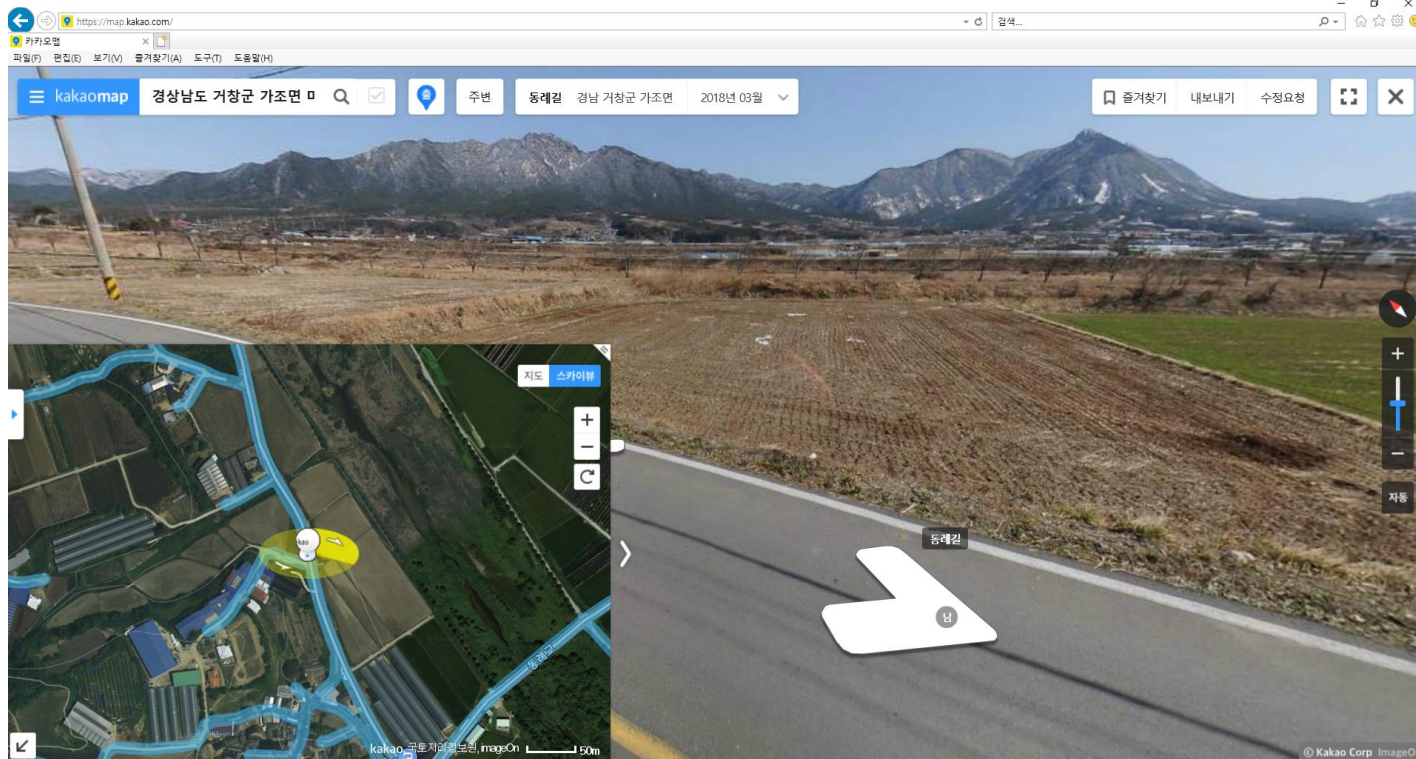 https://map.kakao.com/
검색...
카카오맵
파일(F) 편집(E) 보기(V) 즐겨찾기(A) 도구(T) 도움말(H)
kakaomap
경상남도 거창군 가조면
주변
동례길 경남 거창군 가조면 2018년 03월
즐겨찾기 내보내기 수정요청
지도 스카이뷰
자동
동례길
남
동례교
kakao, 국토지리정보원, imageOn 50m
© Kakao Corp ImageO